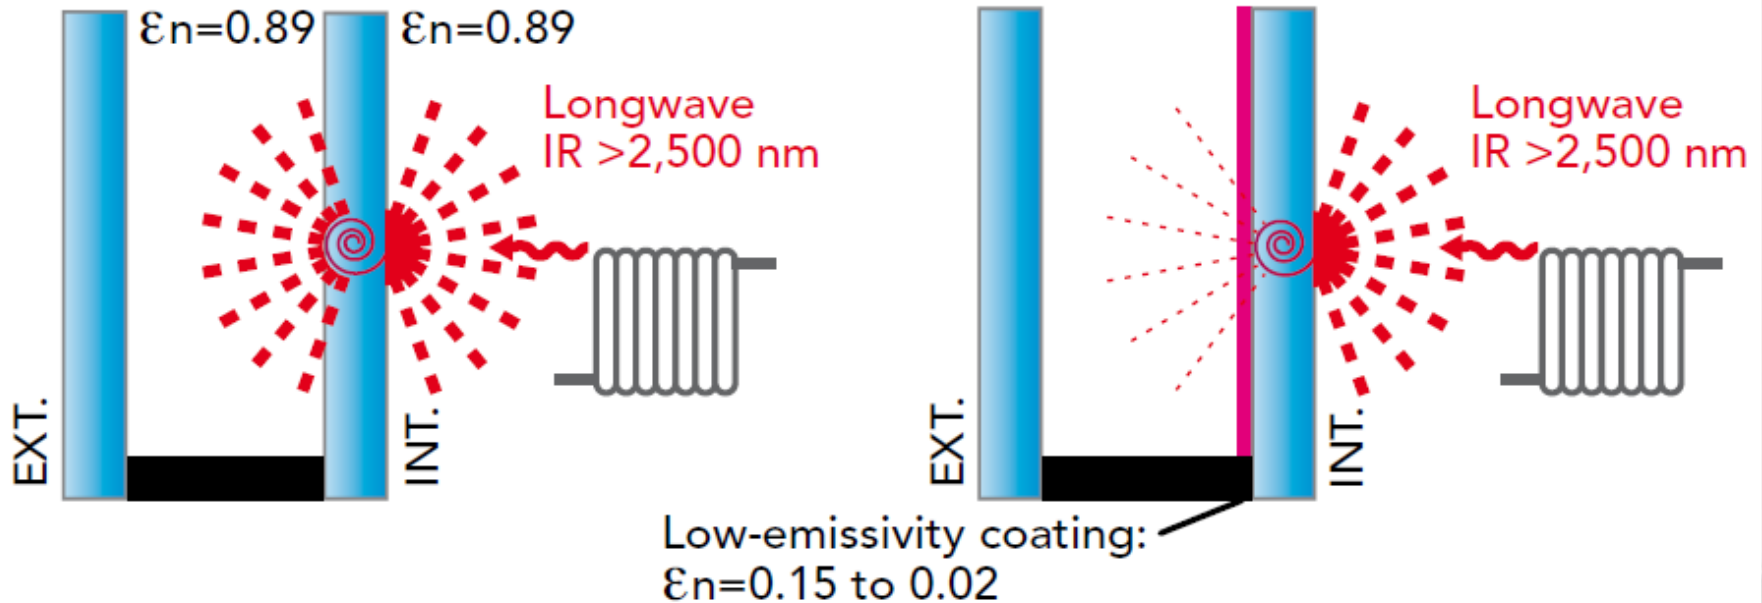 εn=0.89
εn=0.89
Longwave
IR >2,500 nm
EXT.
INT.
Longwave
IR >2,500 nm
EXT.
INT.
Low-emissivity coating:
εn=0.15 to 0.02